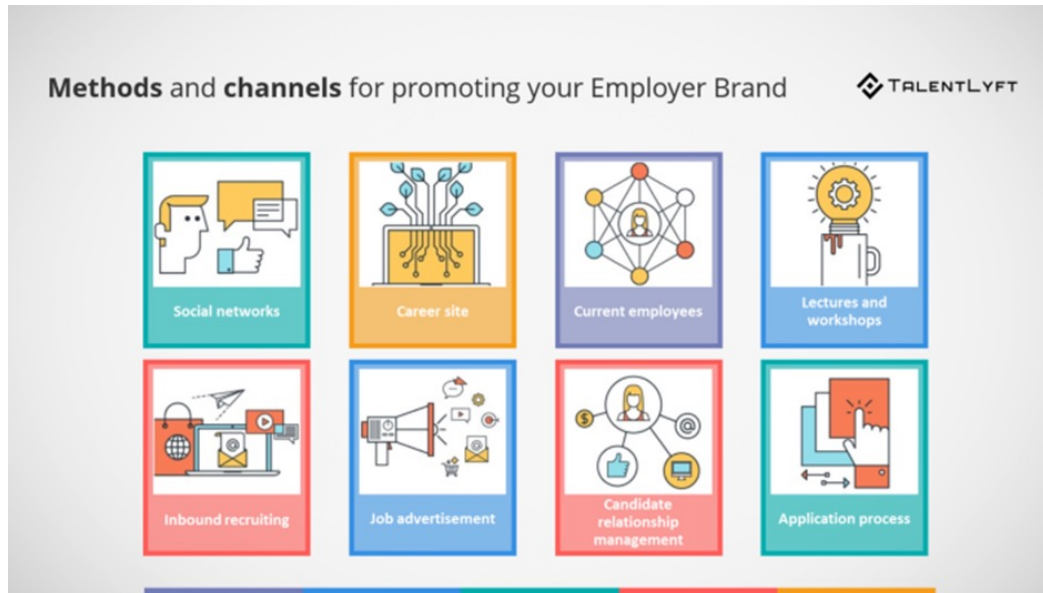 Methods and channels for promoting your Employer Brand
TALENTLYFT
Social networks
Career site
Current employees
Lectures and
workshops
Inbound recruiting
Job advertisement
Candidate
relationship
management
Application process